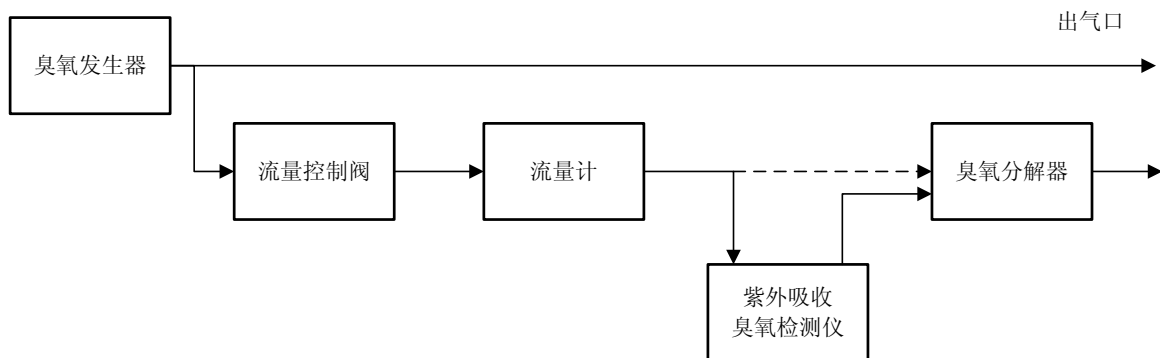 出气口
臭氧发生器
流量控制阀
流量计
臭氧分解器
紫外吸收
臭氧检测仪